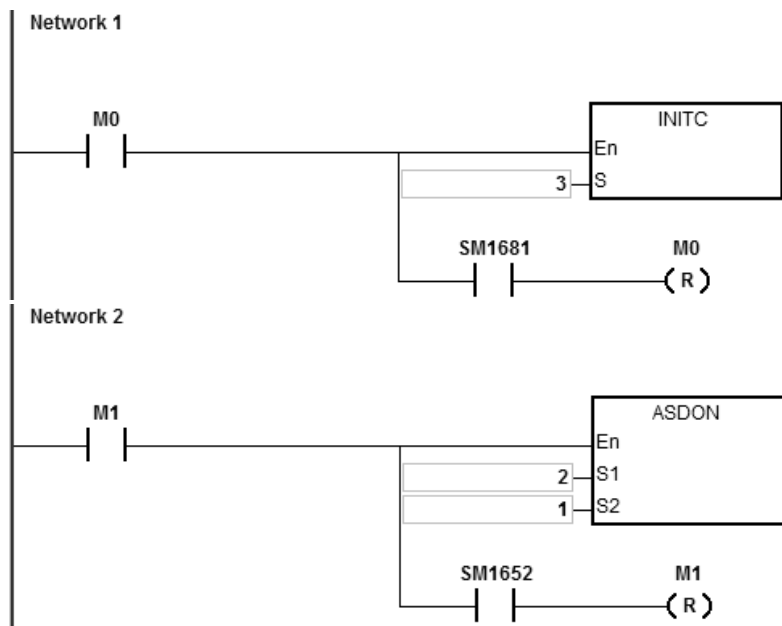 Network 1
M0
INITC
En
3 S
SM1681 M0
( R )
Network 2
M1
ASDON
En
2 S1
1 S2
SM1652 M1
( R )